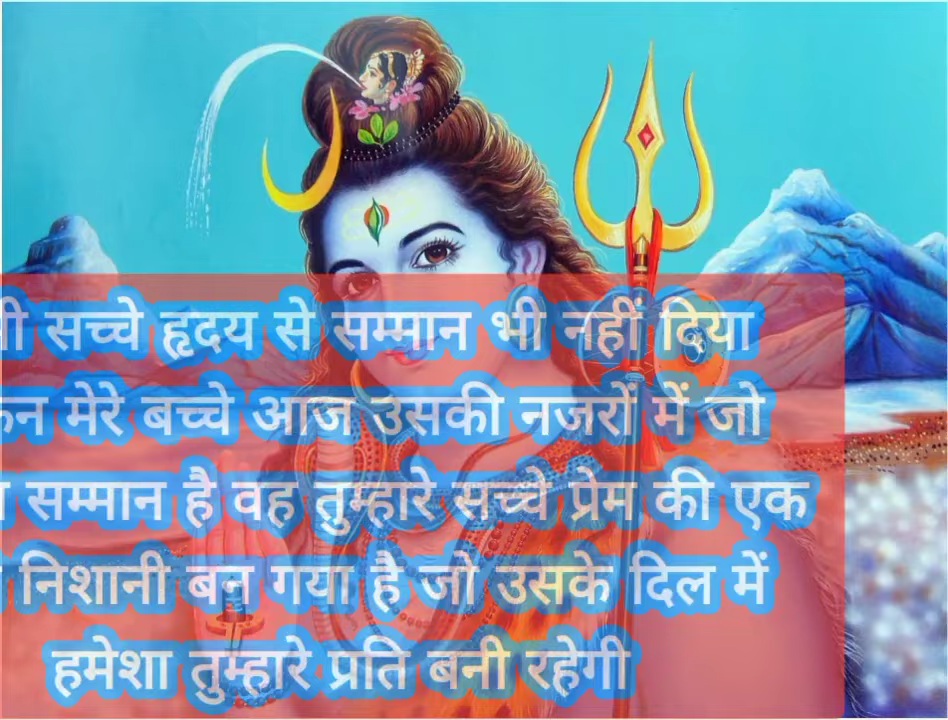 सच्चे हृदय से सम्मान भी नहीं दिया
मेरे बच्चे आज उसकी नजरों में जो
सम्मान है वह तुम्हारे सच्चे प्रेम की एक
निशानी बन गया है जो उसके दिल में
हमेशा तुम्हारे प्रति बनी रहेगी